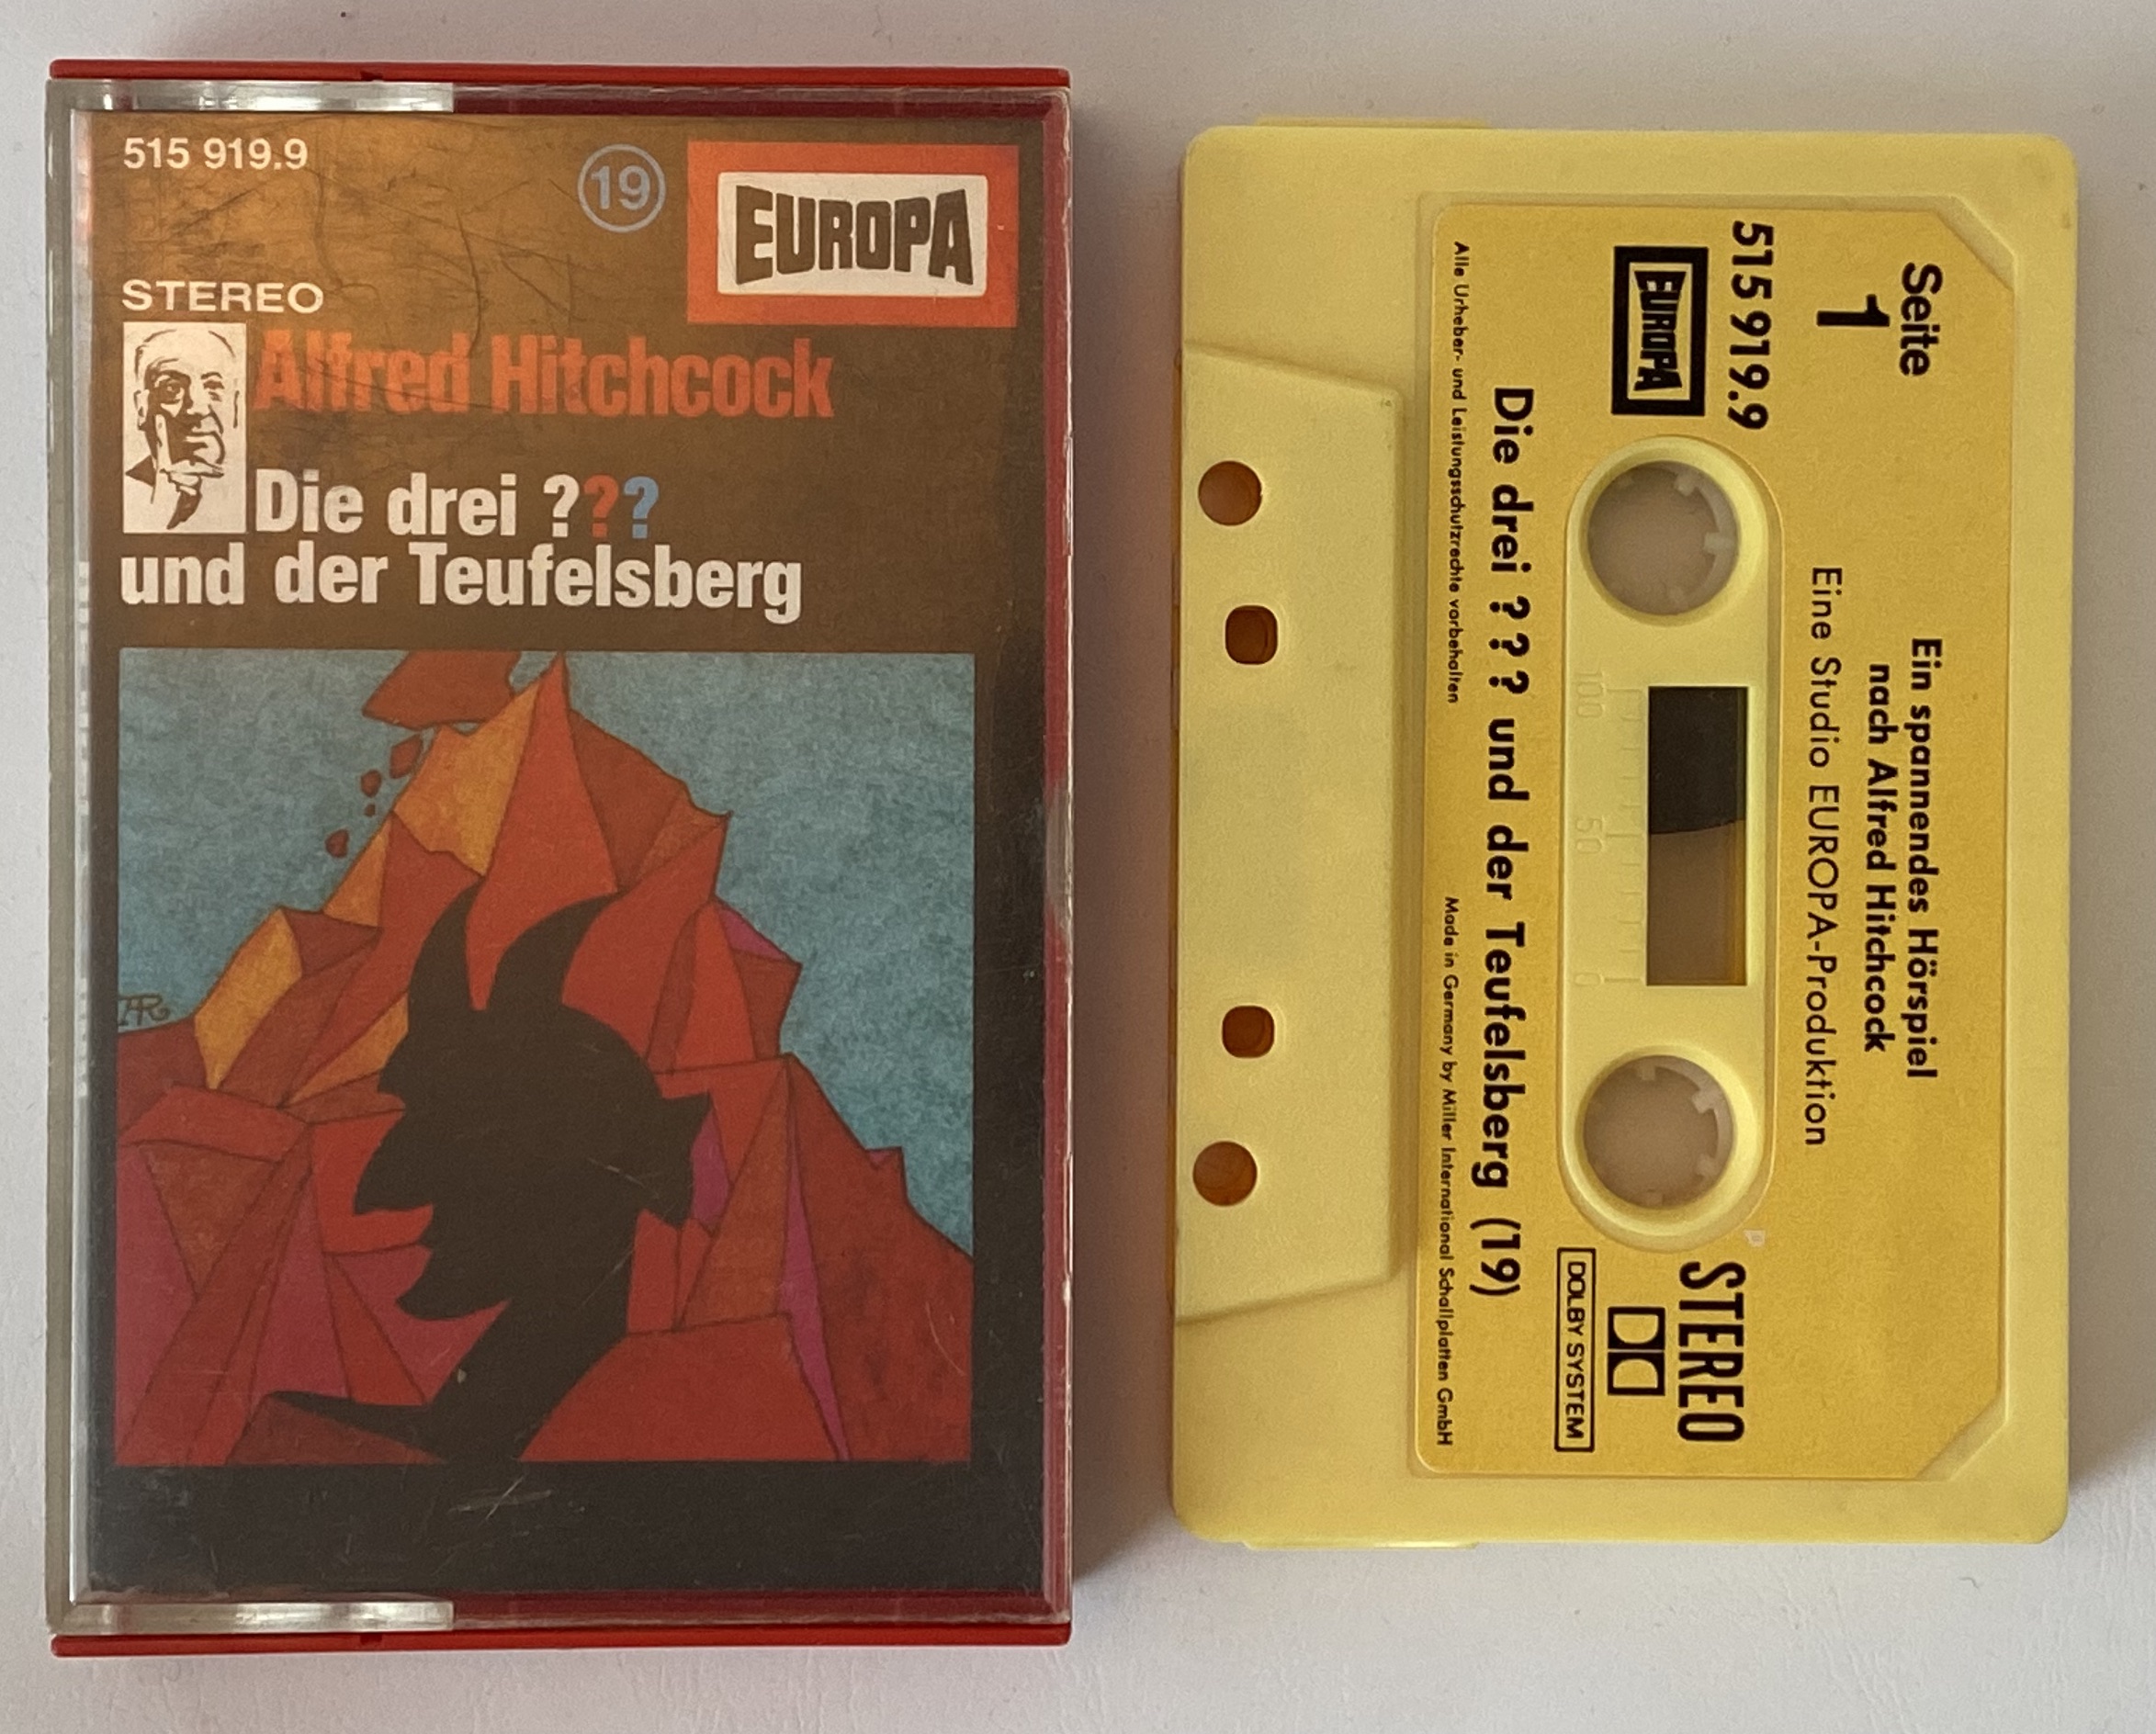 515 919.9
19
EUROPA
STEREO
Alfred Hitchcock
Die drei ???
und der Teufelsberg
AR
Seite
1
Ein spannendes Hörspiel
nach Alfred Hitchcock
Eine Studio EUROPA-Produktion
515 919.9
EUROPA
STEREO
DOLBY SYSTEM
100 50 0
Die drei ? ? ? und der Teufelsberg (19)
Alle Urheber- und Leistungsschutzrechte vorbehalten
Made in Germany by Miller International Schallplatten GmbH